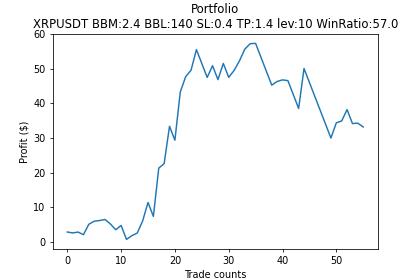 Portfolio
XRPUSDT BBM:2.4 BBL:140 SL:0.4 TP:1.4 lev:10 WinRatio:57.0
60
50
40
30
20
10
0
Profit ($)
0 10 20 30 40 50
Trade counts